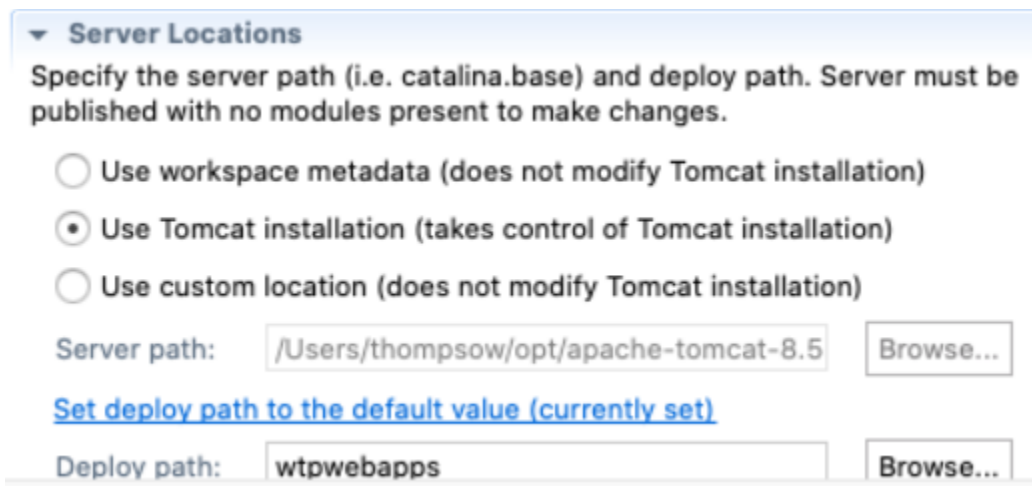 Server Locations
Specify the server path (i.e. catalina.base) and deploy path. Server must be
published with no modules present to make changes.
Use workspace metadata (does not modify Tomcat installation)
Use Tomcat installation (takes control of Tomcat installation)
Use custom location (does not modify Tomcat installation)
Server path: /Users/thompsow/opt/apache-tomcat-8.5 Browse...
Set deploy path to the default value (currently set)
Deploy path: wtpwebapps Browse...